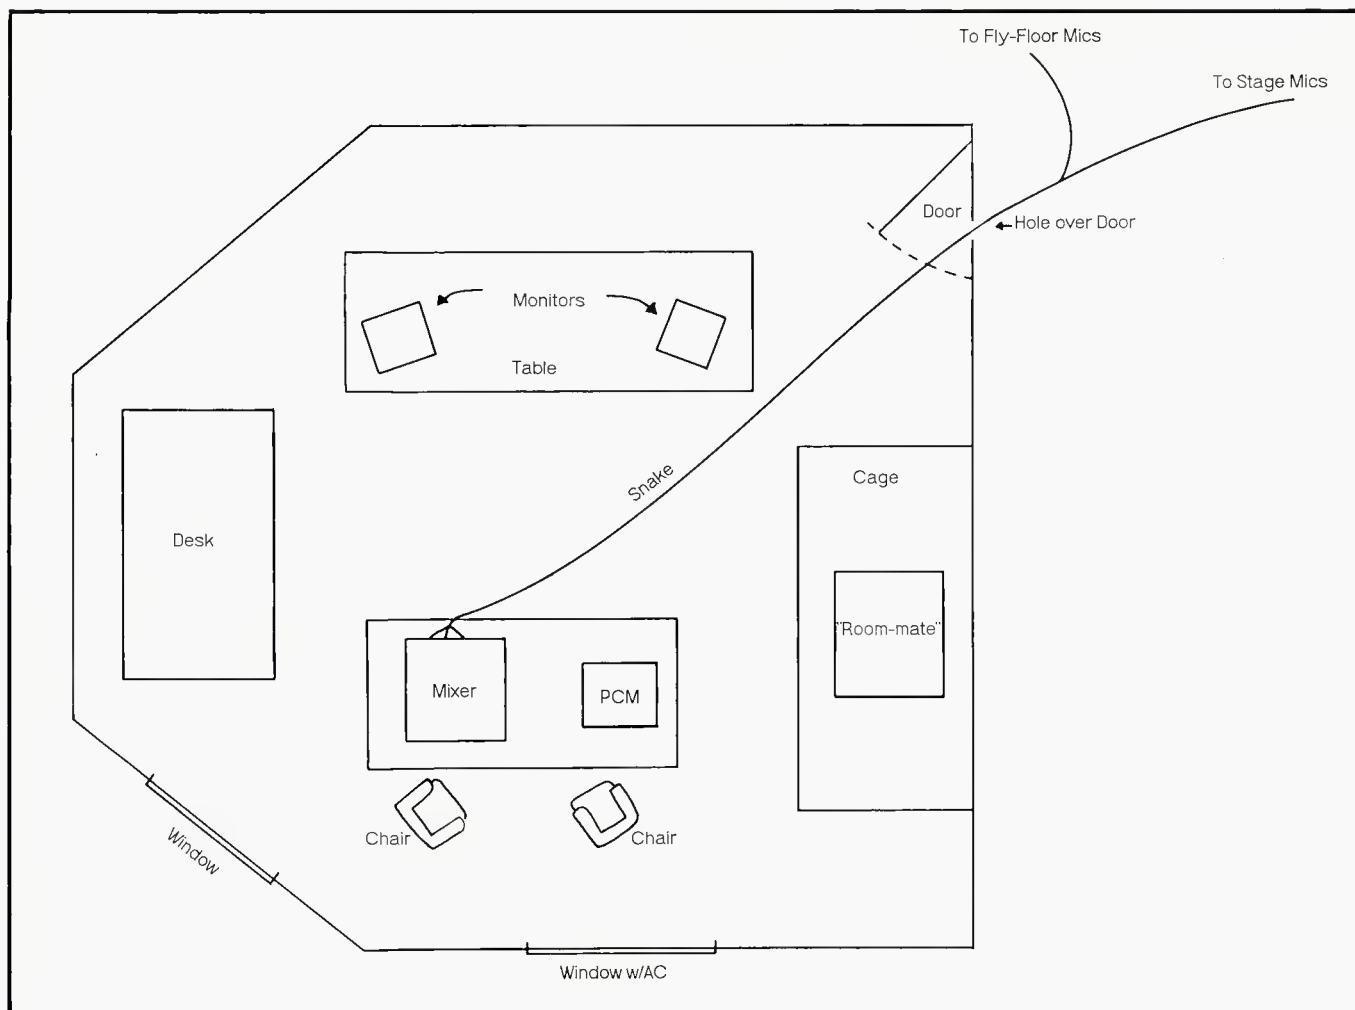 To Fly-Floor Mics
To Stage Mics
Door
Hole over Door
Monitors
Table
Snake
Cage
Desk
"Room-mate"
Mixer
PCM
Chair
Chair
Window
Window w/AC